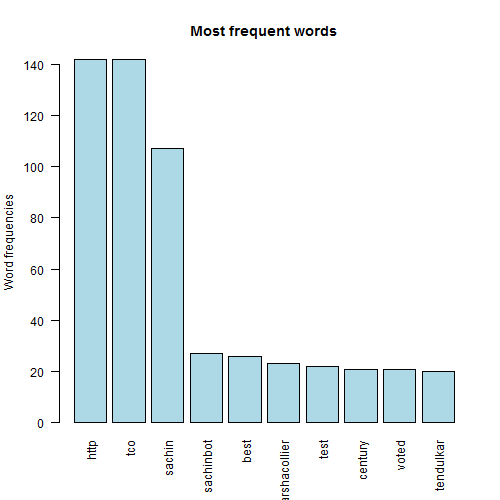 Most frequent words
Word frequencies
140
120
100
80
60
40
20
0
http
tco
sachin
sachinbot
best
arshacollier
test
century
voted
tendulkar